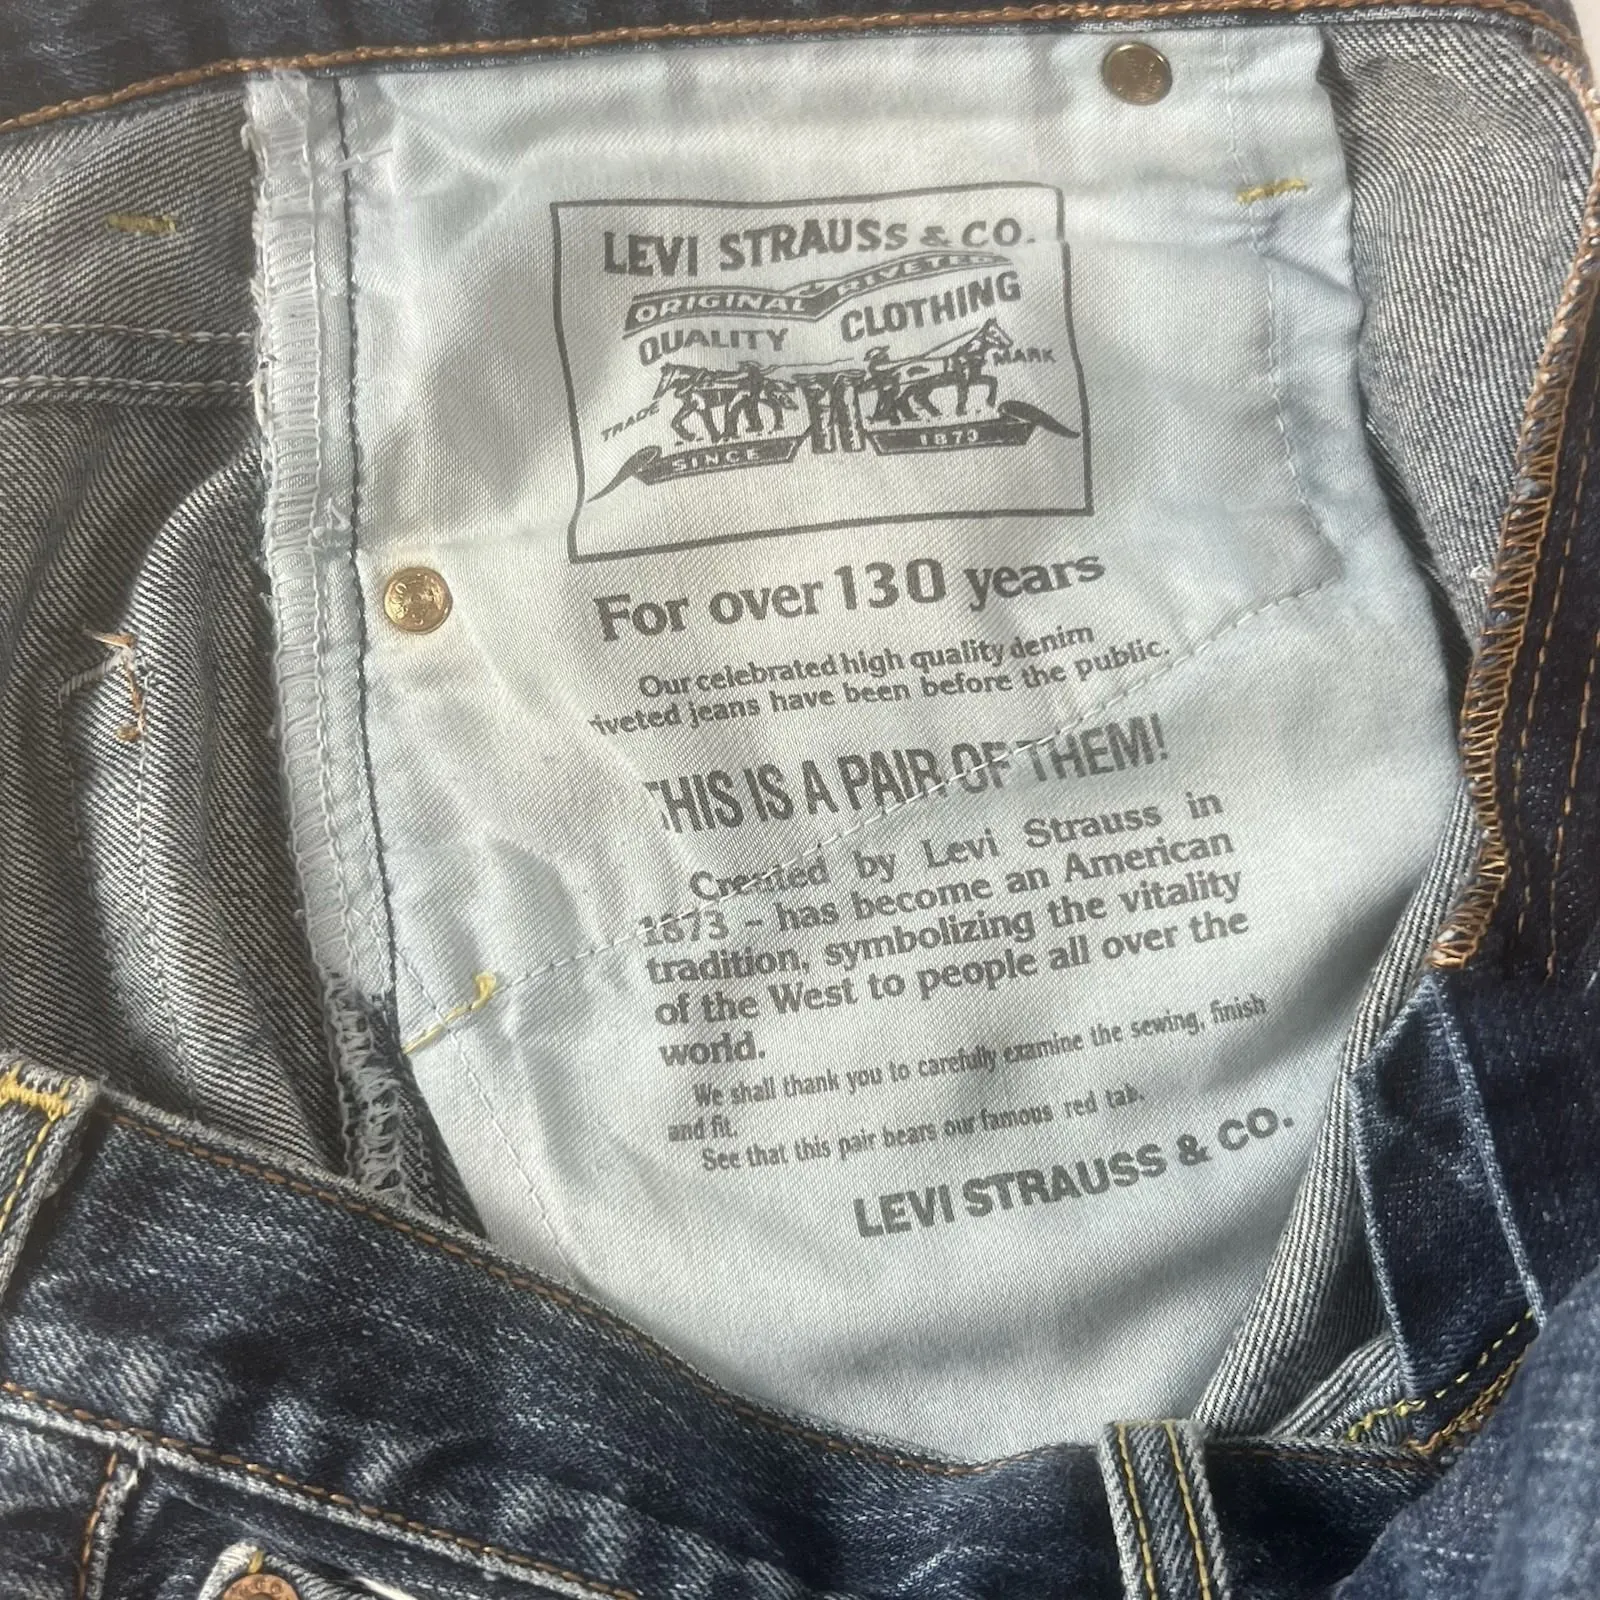 LEVI STRAUSS & CO.
ORIGINAL RIVETED
QUALITY CLOTHING
TRADE MARK
SINCE 1873
For over 130 years
Our celebrated high quality denim
riveted jeans have been before the public.
THIS IS A PAIR OF THEM!
Created by Levi Strauss in
1873 - has become an American
tradition, symbolizing the vitality
of the West to people all over the
world.
We shall thank you to carefully examine the sewing, finish
and fit.
See that this pair bears our famous red tab.
LEVI STRAUSS & CO.